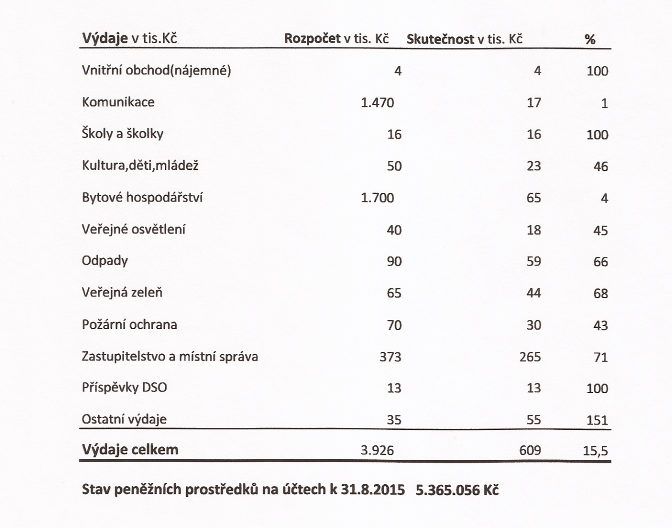 Výdaje v tis.Kč Rozpočet v tis. Kč Skutečnost v tis. Kč %
Vnitřní obchod(nájemné) 4 4 100
Komunikace 1.470 17 1
Školy a školky 16 16 100
Kultura,děti,mládež 50 23 46
Bytové hospodářství 1.700 65 4
Veřejné osvětlení 40 18 45
Odpady 90 59 66
Veřejná zeleň 65 44 68
Požární ochrana 70 30 43
Zastupitelstvo a místní správa 373 265 71
Příspěvky DSO 13 13 100
Ostatní výdaje 35 55 151
Výdaje celkem 3.926 609 15,5
Stav peněžních prostředků na účtech k 31.8.2015 5.365.056 Kč